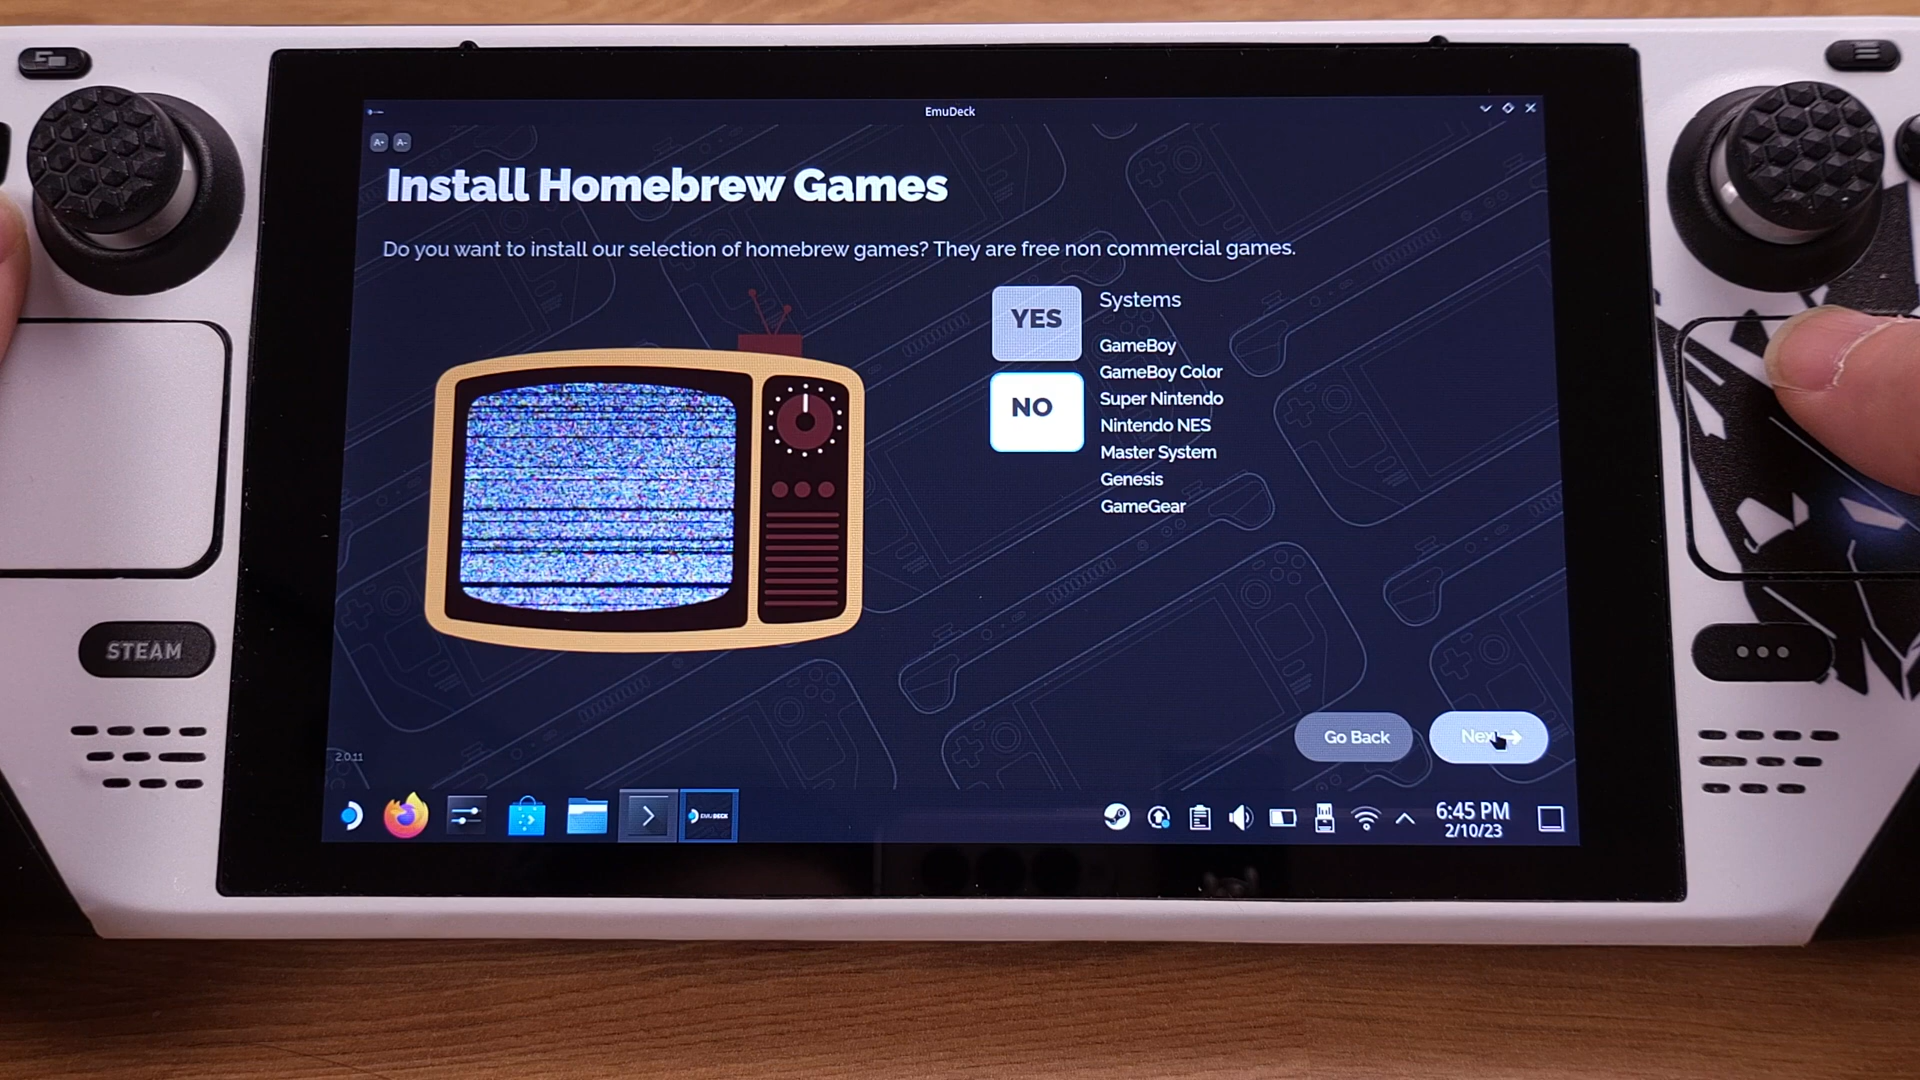 EmuDeck
A+ A-
Install Homebrew Games
Do you want to install our selection of homebrew games? They are free non commercial games.
YES
NO
Systems
GameBoy
GameBoy Color
Super Nintendo
Nintendo NES
Master System
Genesis
GameGear
Go Back
Next
STEAM
2.0.11
EMUDECK
6:45 PM
2/10/23